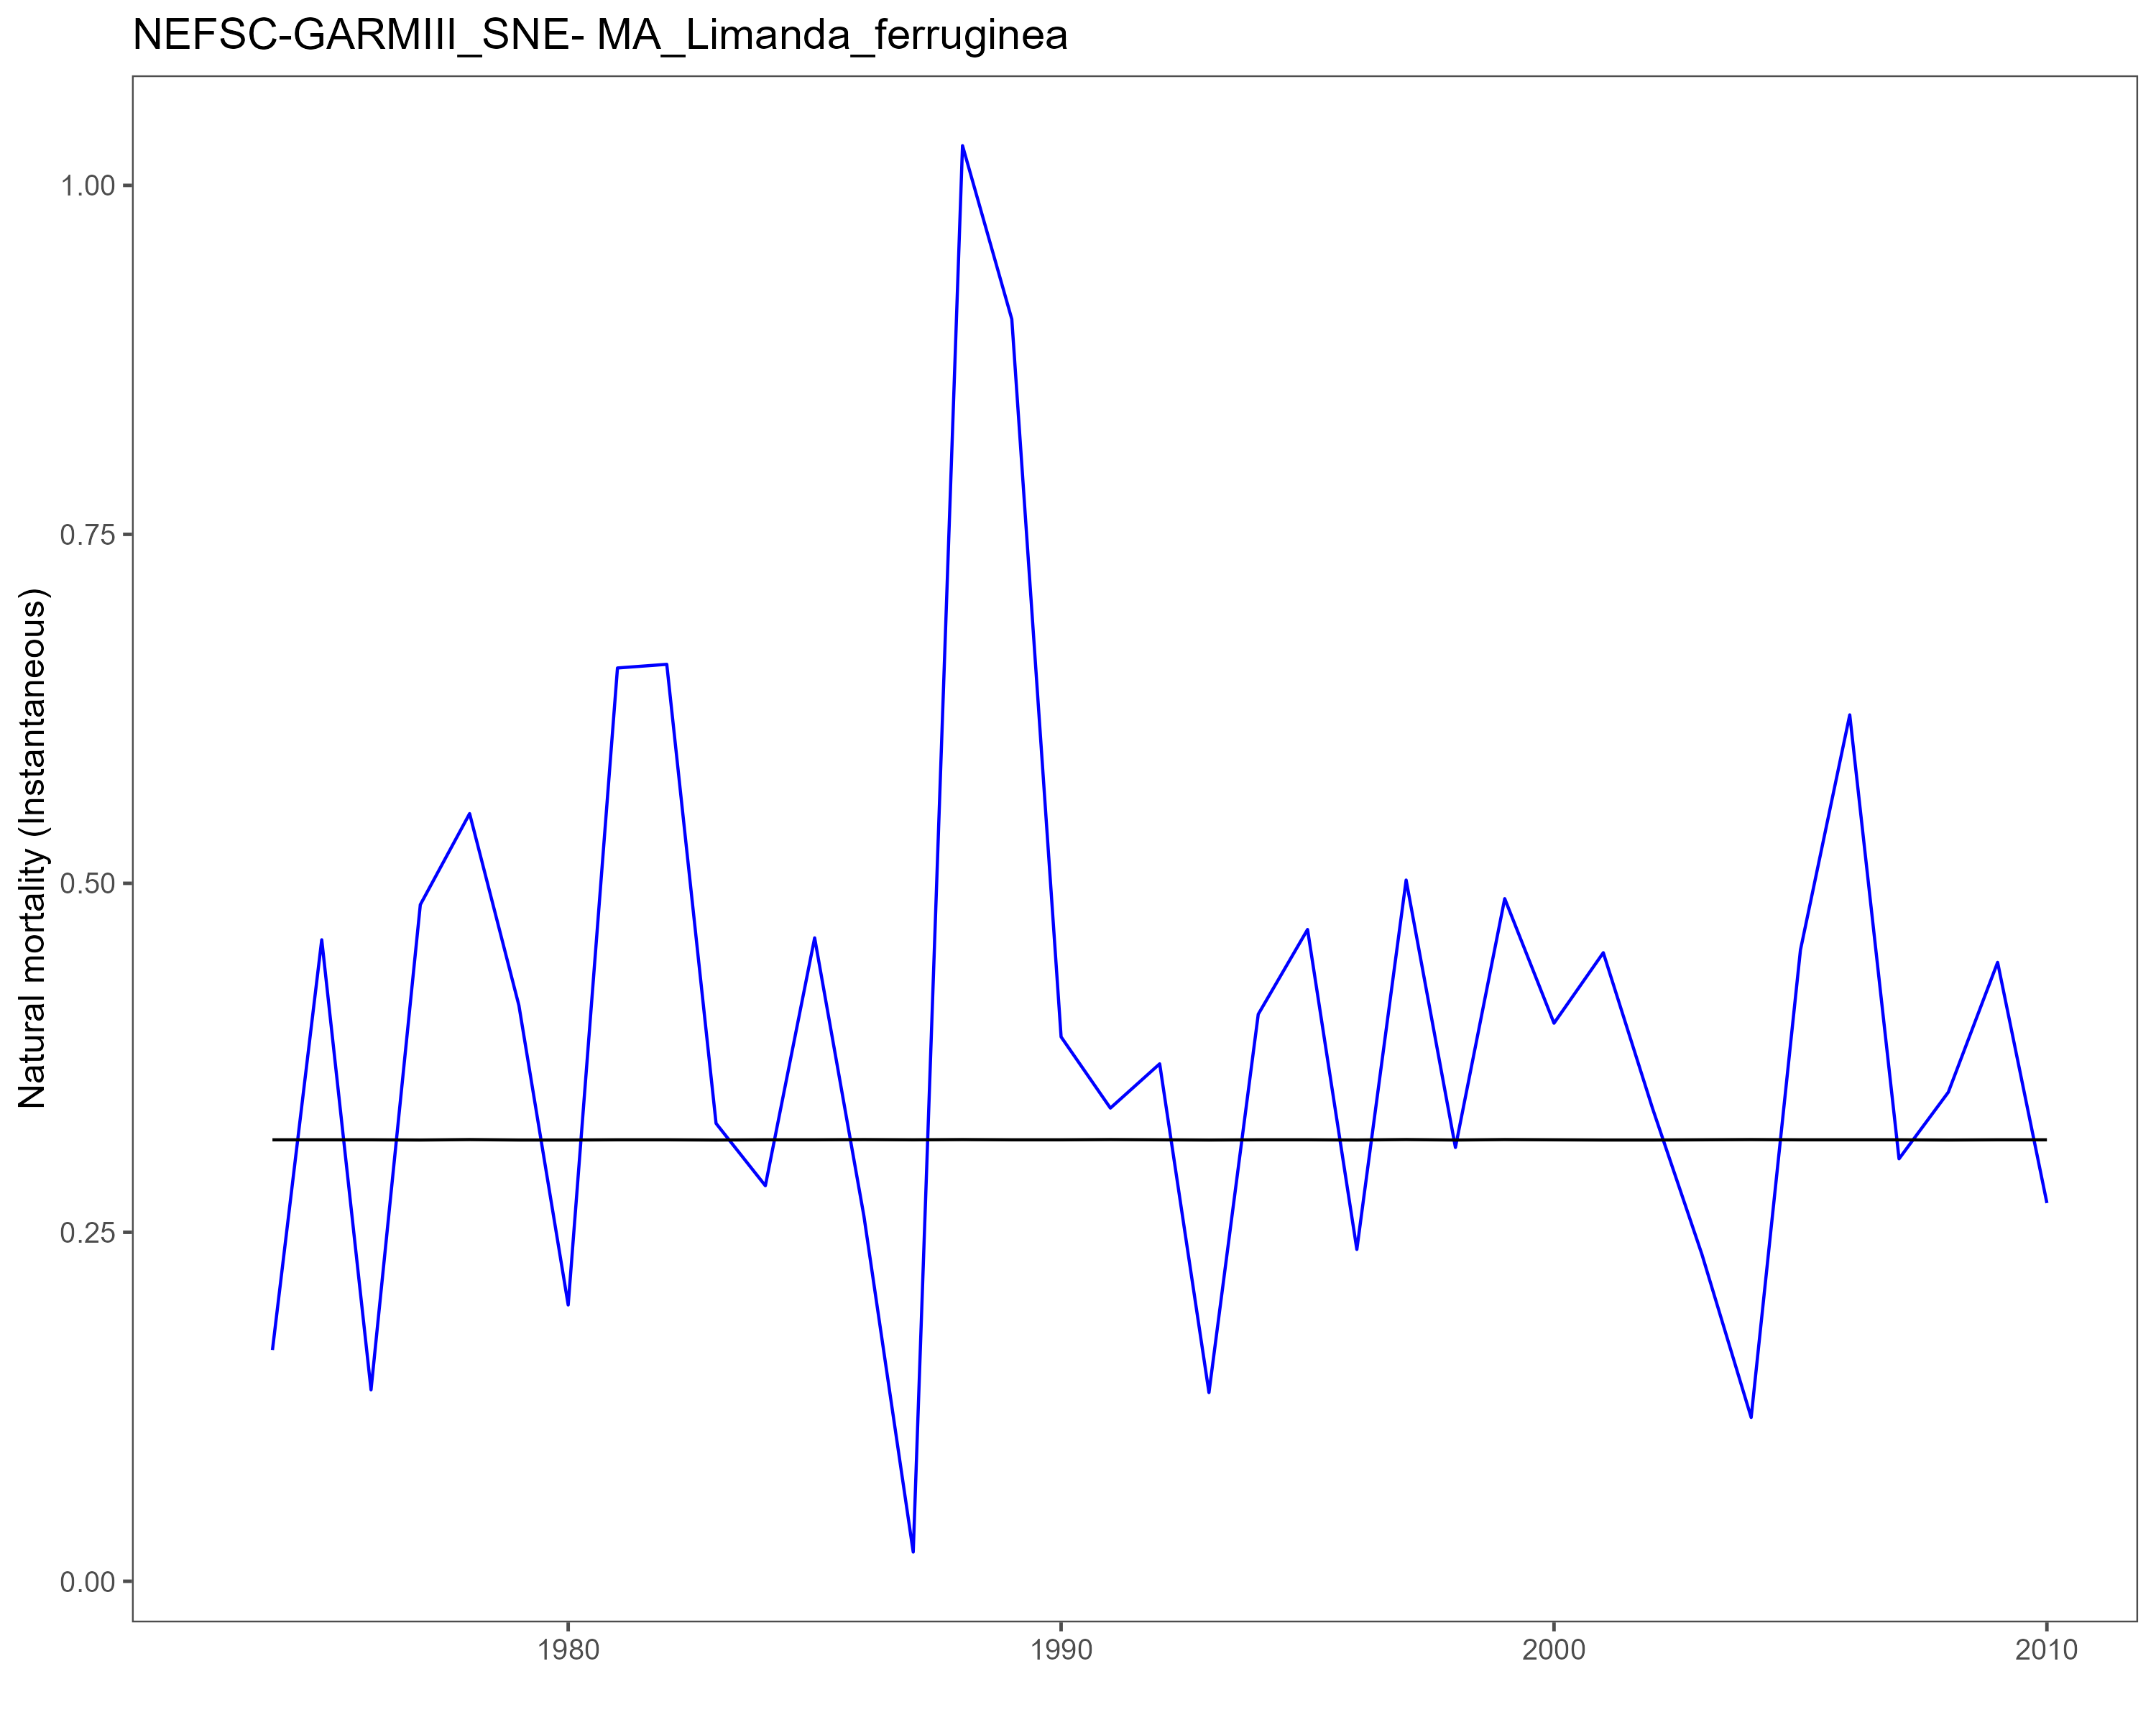 NEFSC-GARMIII_SNE- MA_Limanda_ferruginea
Natural mortality (Instantaneous)
1.00
0.75
0.50
0.25
0.00
1980 1990 2000 2010